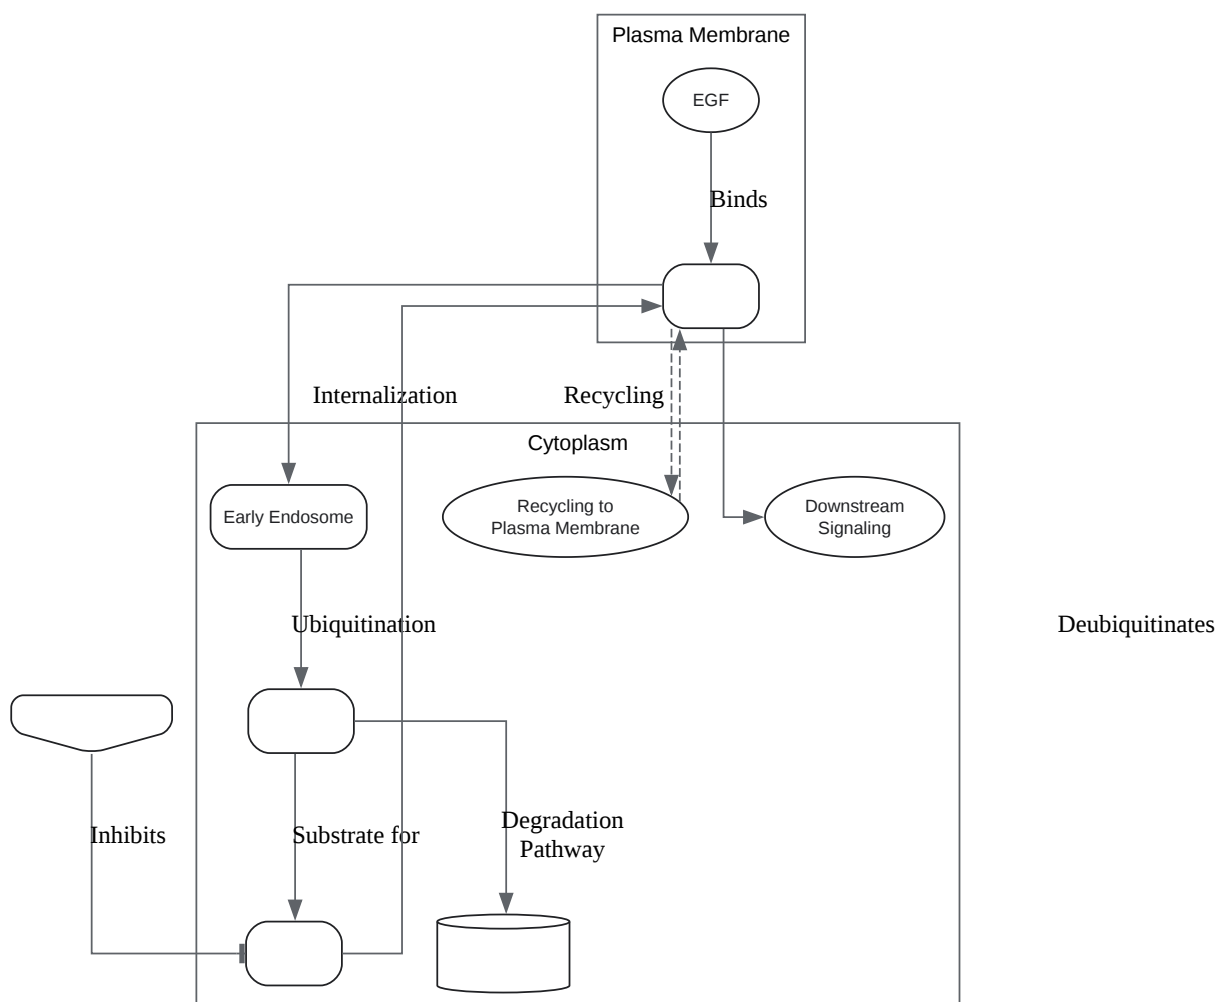 Plasma Membrane
EGF
Binds
Internalization
Recycling
Cytoplasm
Early Endosome
Recycling to
Plasma Membrane
Downstream
Signaling
Ubiquitination
Deubiquitinates
Inhibits
Substrate for
Degradation
Pathway